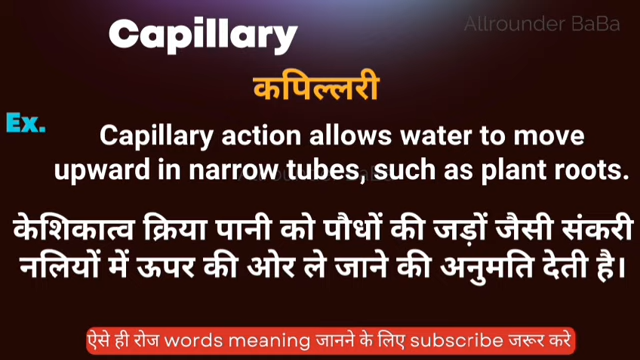 Allrounder BaBa
Capillary
कपिल्लरी
Ex.
Capillary action allows water to move
upward in narrow tubes, such as plant roots.
केशिकात्व क्रिया पानी को पौधों की जड़ों जैसी संकरी
नलियों में ऊपर की ओर ले जाने की अनुमति देती है।
ऐसे ही रोज words meaning जानने के लिए subscribe जरूर करे